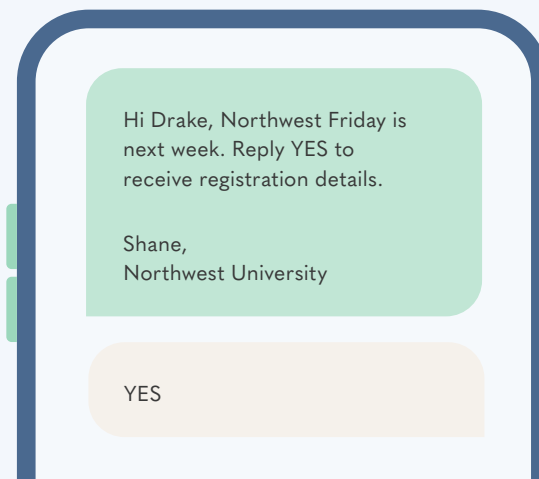 Hi Drake, Northwest Friday is
next week. Reply YES to
receive registration details.
Shane,
Northwest University
YES